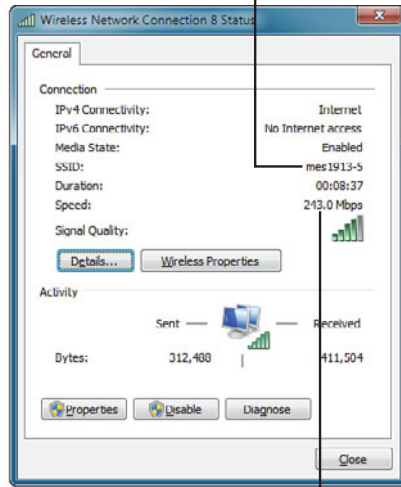 Wireless Network Connection 8 Status
General
Connection
IPv4 Connectivity: Internet
IPv6 Connectivity: No Internet access
Media State: Enabled
SSID: mes1913-5
Duration: 00:08:37
Speed: 243.0 Mbps
Signal Quality:
Details... Wireless Properties
Activity
Sent Received
Bytes: 312,488 411,504
Properties Disable Diagnose
Close